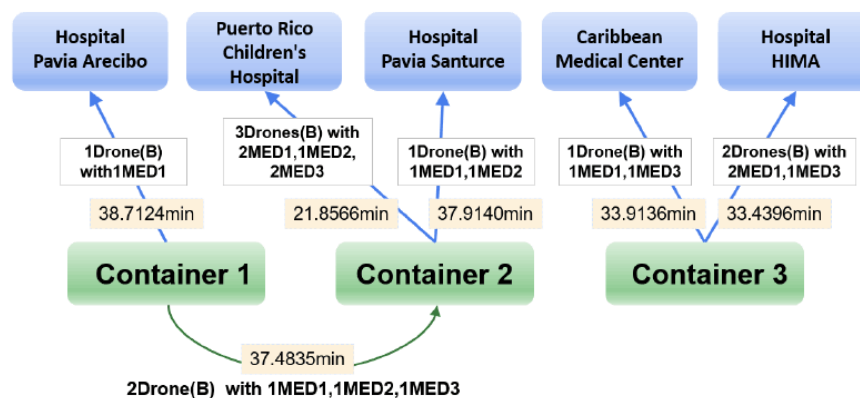 Hospital
Pavia Arecibo
Puerto Rico
Children's
Hospital
Hospital
Pavia Santurce
Caribbean
Medical Center
Hospital
HIMA
1Drone(B)
with1MED1
3Drones(B) with
2MED1,1MED2,
2MED3
1Drone(B) with
1MED1,1MED2
1Drone(B) with
1MED1,1MED3
2Drones(B) with
2MED1,1MED3
38.7124min
21.8566min
37.9140min
33.9136min
33.4396min
Container 1
Container 2
Container 3
37.4835min
2Drone(B) with 1MED1,1MED2,1MED3